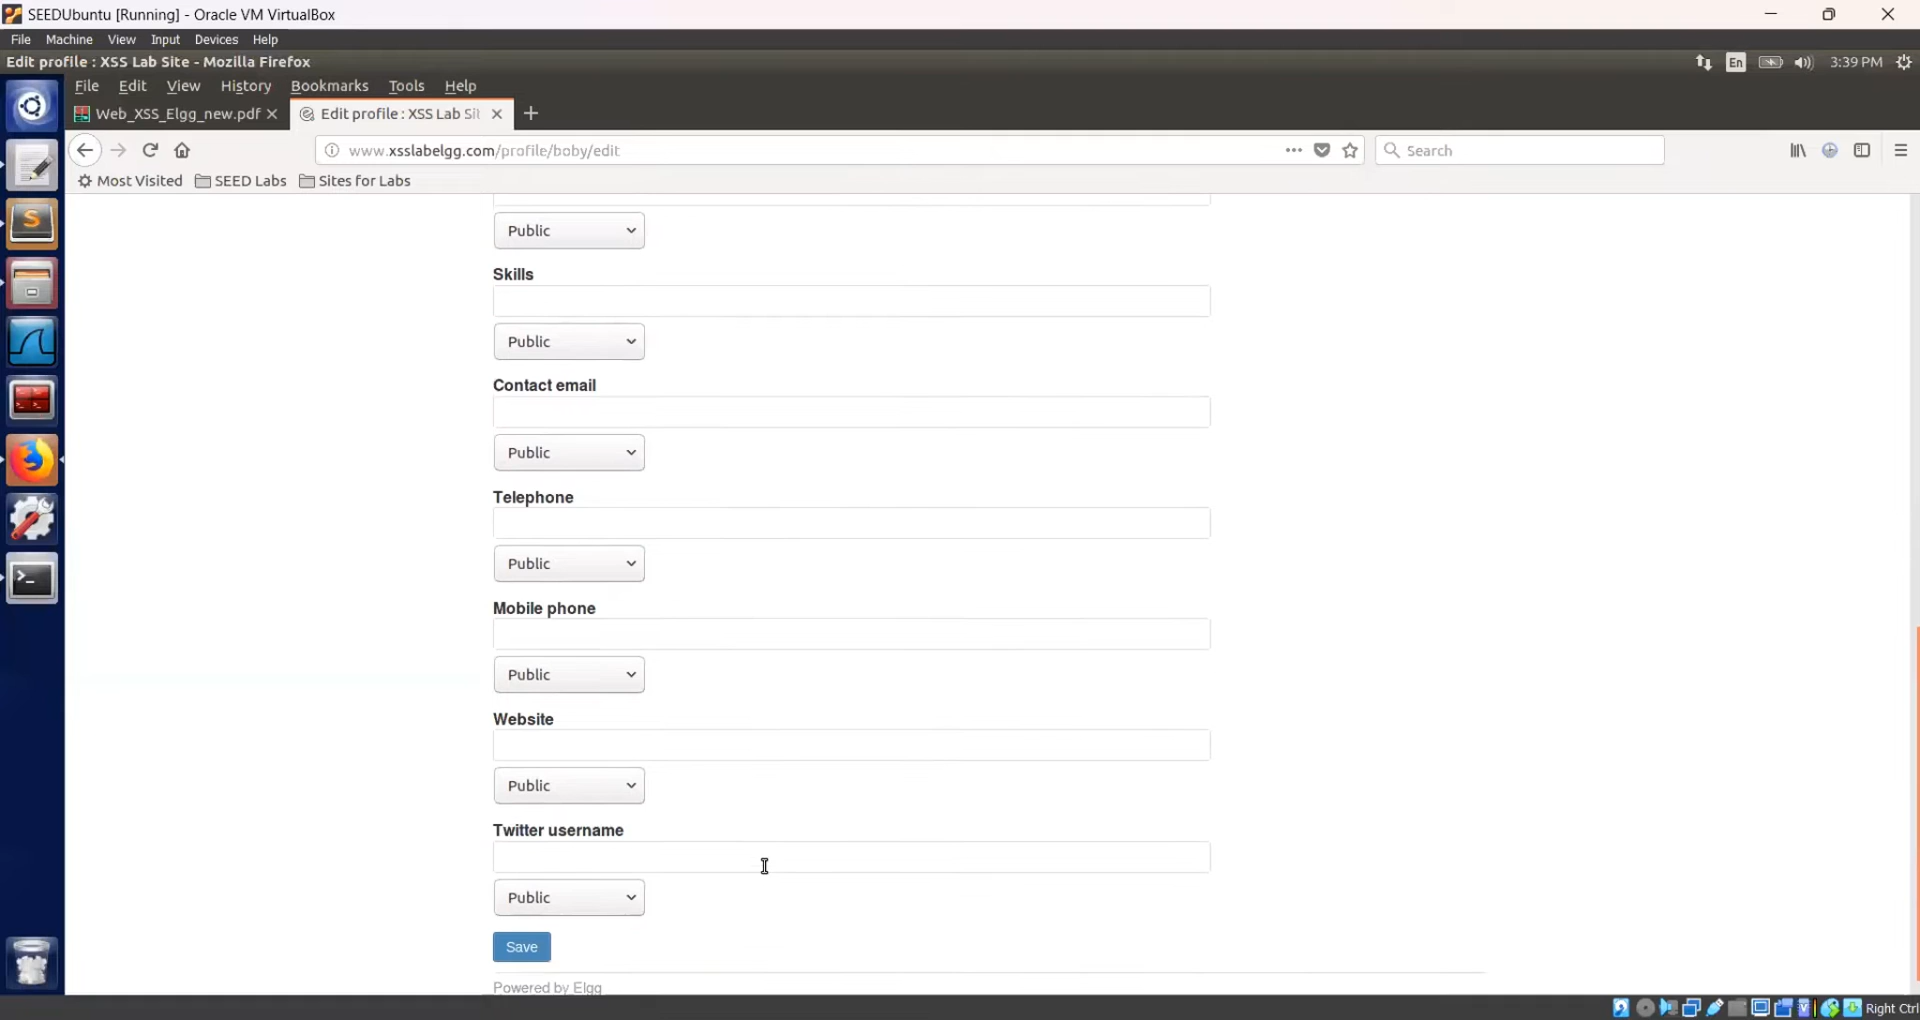 SEEDUbuntu [Running] - Oracle VM VirtualBox
File Machine View Input Devices Help
Edit profile : XSS Lab Site - Mozilla Firefox
En
3:39 PM
File Edit View History Bookmarks Tools Help
Web_XSS_Elgg_new.pdf
Edit profile : XSS Lab Sit
www.xsslabelgg.com/profile/boby/edit
Search
Most Visited SEED Labs Sites for Labs
Public
Skills
Public
Contact email
Public
Telephone
Public
Mobile phone
Public
Website
Public
Twitter username
Public
Save
Powered by Elgg
Right Ctrl